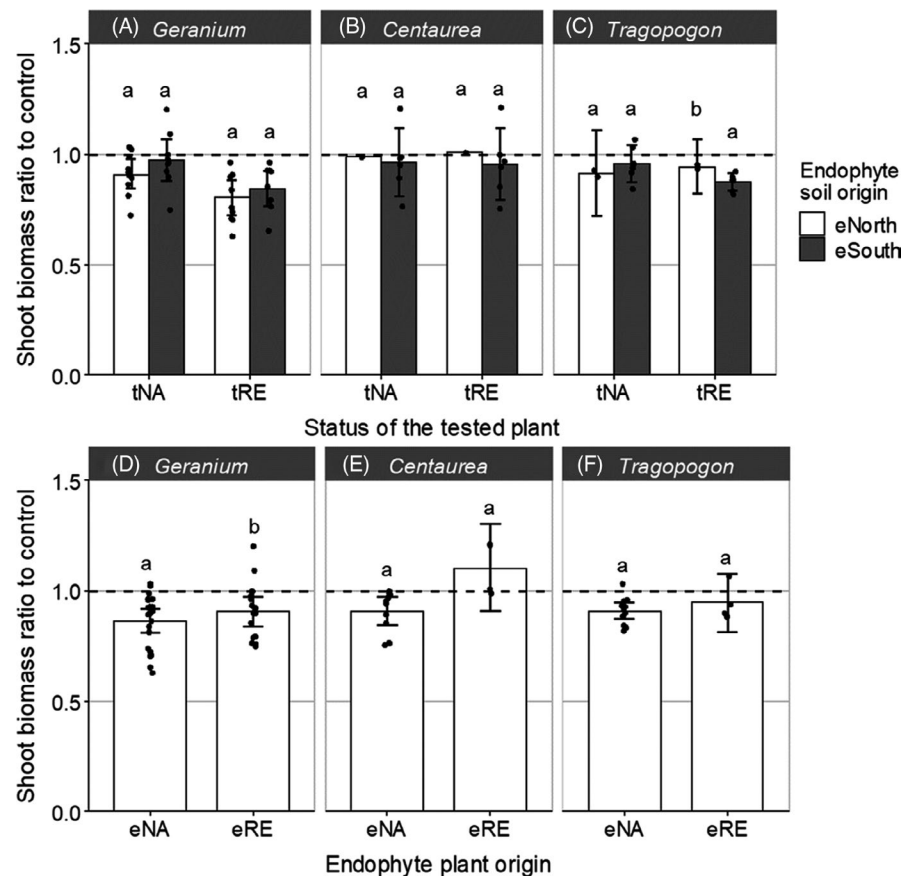 (A) Geranium
(B) Centaurea
(C) Tragopogon
Shoot biomass ratio to control
1.5
1.0
0.5
0.0
a a a a
a a a a
a a b a
tNA tRE
tNA tRE
tNA tRE
Status of the tested plant
Endophyte
soil origin
eNorth
eSouth
(D) Geranium
(E) Centaurea
(F) Tragopogon
Shoot biomass ratio to control
1.5
1.0
0.5
0.0
a b
a a
a a
eNA eRE
eNA eRE
eNA eRE
Endophyte plant origin